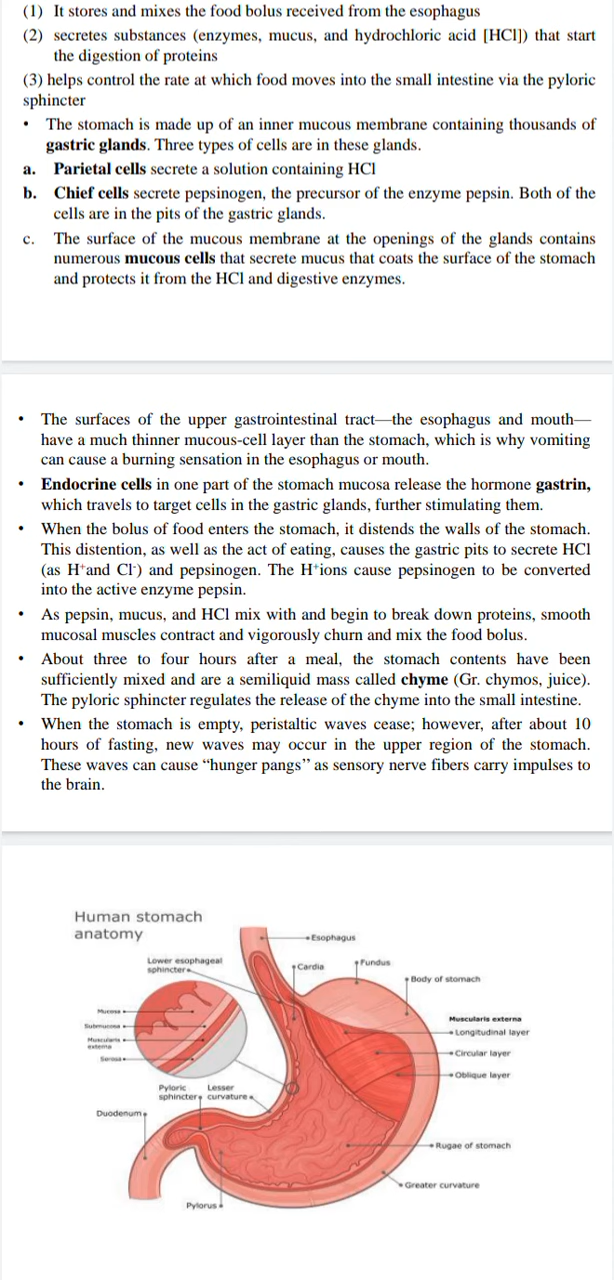 (1) It stores and mixes the food bolus received from the esophagus
(2) secretes substances (enzymes, mucus, and hydrochloric acid [HCl]) that start
the digestion of proteins
(3) helps control the rate at which food moves into the small intestine via the pyloric
sphincter
• The stomach is made up of an inner mucous membrane containing thousands of
gastric glands. Three types of cells are in these glands.
a. Parietal cells secrete a solution containing HCl
b. Chief cells secrete pepsinogen, the precursor of the enzyme pepsin. Both of the
cells are in the pits of the gastric glands.
c. The surface of the mucous membrane at the openings of the glands contains
numerous mucous cells that secrete mucus that coats the surface of the stomach
and protects it from the HCl and digestive enzymes.
• The surfaces of the upper gastrointestinal tract—the esophagus and mouth—
have a much thinner mucous-cell layer than the stomach, which is why vomiting
can cause a burning sensation in the esophagus or mouth.
• Endocrine cells in one part of the stomach mucosa release the hormone gastrin,
which travels to target cells in the gastric glands, further stimulating them.
• When the bolus of food enters the stomach, it distends the walls of the stomach.
This distention, as well as the act of eating, causes the gastric pits to secrete HCl
(as H⁺and Cl⁻) and pepsinogen. The H⁺ions cause pepsinogen to be converted
into the active enzyme pepsin.
• As pepsin, mucus, and HCl mix with and begin to break down proteins, smooth
mucosal muscles contract and vigorously churn and mix the food bolus.
• About three to four hours after a meal, the stomach contents have been
sufficiently mixed and are a semiliquid mass called chyme (Gr. chymos, juice).
The pyloric sphincter regulates the release of the chyme into the small intestine.
• When the stomach is empty, peristaltic waves cease; however, after about 10
hours of fasting, new waves may occur in the upper region of the stomach.
These waves can cause “hunger pangs” as sensory nerve fibers carry impulses to
the brain.
Human stomach
anatomy
Esophagus
Lower esophageal
sphincter
Cardia
Fundus
Body of stomach
Mucosa
Submucosa
Muscularis
externa
Serosa
Muscularis externa
Longitudinal layer
Circular layer
Oblique layer
Pyloric
sphincter
Lesser
curvature
Duodenum
Rugae of stomach
Greater curvature
Pylorus